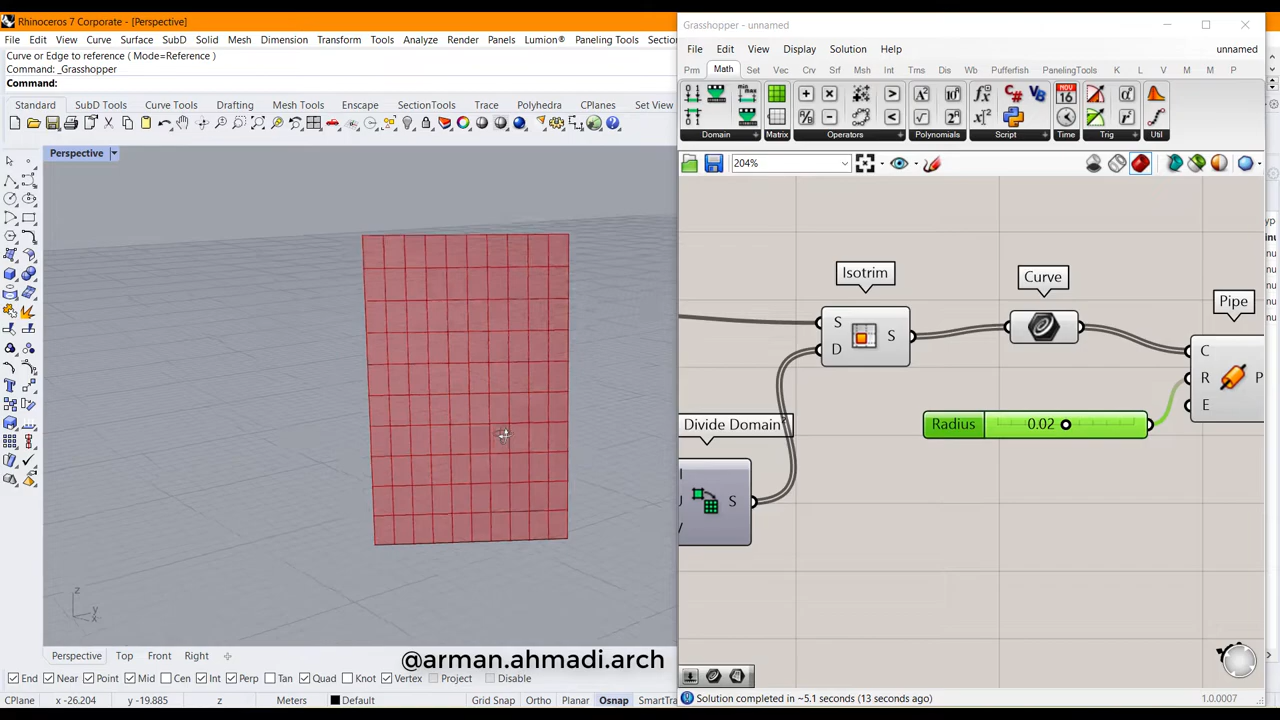 Rhinoceros 7 Corporate - [Perspective]
File Edit View Curve Surface SubD Solid Mesh Dimension Transform Tools Analyze Render Panels Lumion® Paneling Tools
Curve or Edge to reference ( Mode=Reference )
Command: _Grasshopper
Command:
Standard SubD Tools Curve Tools Drafting Mesh Tools Enscape SectionTools Trace Polyhedra CPlanes Set View
Perspective
z
y
x
Perspective Top Front Right
@arman.ahmadi.arch
End Near Point Mid Cen Int Perp Tan Quad Knot Vertex Project Disable
CPlane x -26.204 y -19.885 z Meters Default Grid Snap Ortho Planar Osnap SmartTra
Grasshopper - unnamed
File Edit View Display Solution Help unnamed
Prm Math Set Vec Crv Srf Msh Int Trns Dis Wb Pufferfish PanelingTools K L V M M P
Domain Matrix Operators Polynomials Script Time Trig Util
204%
Isotrim
S
D
S
Curve
Pipe
C
R
E
P
Divide Domain²
S
Radius 0.02
Solution completed in ~5.1 seconds (13 seconds ago) 1.0.0007